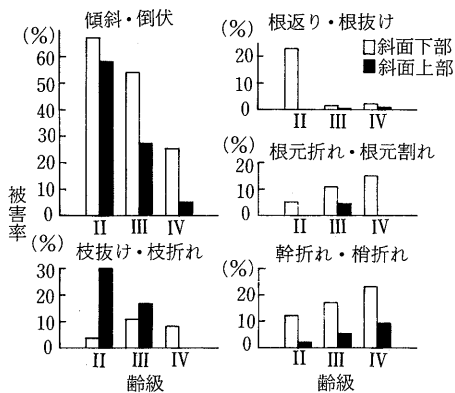 傾斜・倒伏
(%)
60
50
40
30
20
10
0
II III IV
根返り・根抜け
(%)
20
10
0
II III IV
斜面下部
斜面上部
根元折れ・根元割れ
(%)
20
10
0
II III IV
被害率
枝抜け・枝折れ
(%)
30
20
10
0
II III IV
齢級
幹折れ・梢折れ
(%)
20
10
0
II III IV
齢級